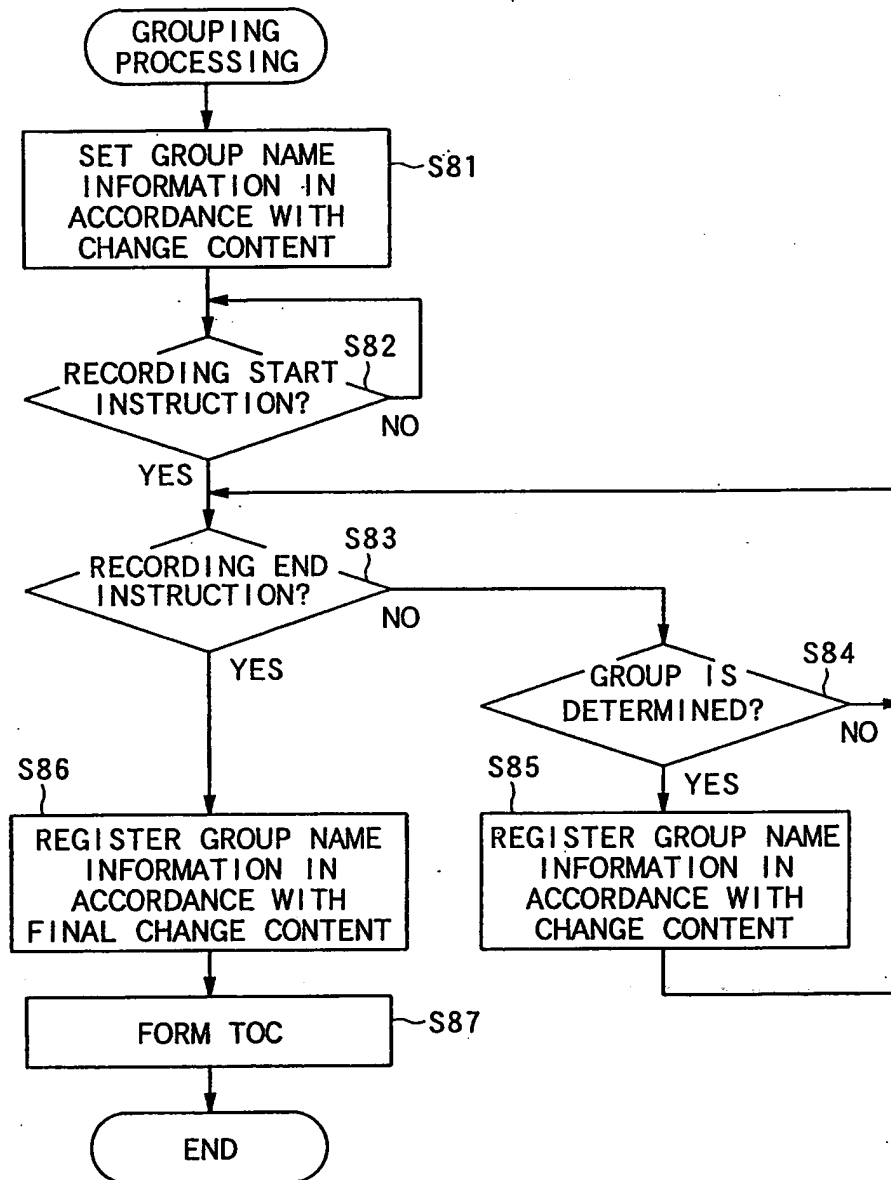 GROUPING
PROCESSING
SET GROUP NAME
INFORMATION IN
ACCORDANCE WITH
CHANGE CONTENT
S81
RECORDING START
INSTRUCTION?
S82
NO
YES
RECORDING END
INSTRUCTION?
S83
NO
YES
GROUP IS
DETERMINED?
S84
NO
YES
S85
REGISTER GROUP NAME
INFORMATION IN
ACCORDANCE WITH
CHANGE CONTENT
S86
REGISTER GROUP NAME
INFORMATION IN
ACCORDANCE WITH
FINAL CHANGE CONTENT
FORM TOC
S87
END